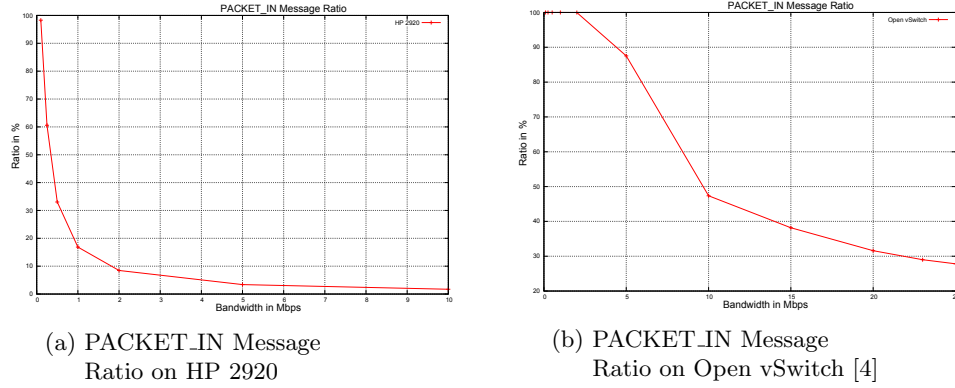 PACKET_IN Message Ratio
HP 2920
100
90
80
70
60
50
40
30
20
10
0
Ratio in %
0 1 2 3 4 5 6 7 8 9 10
Bandwidth in Mbps
(a) PACKET_IN Message
Ratio on HP 2920
PACKET_IN Message Ratio
Open vSwitch
100
90
80
70
60
50
40
30
20
Ratio in %
5 10 15 20 25
Bandwidth in Mbps
(b) PACKET_IN Message
Ratio on Open vSwitch [4]